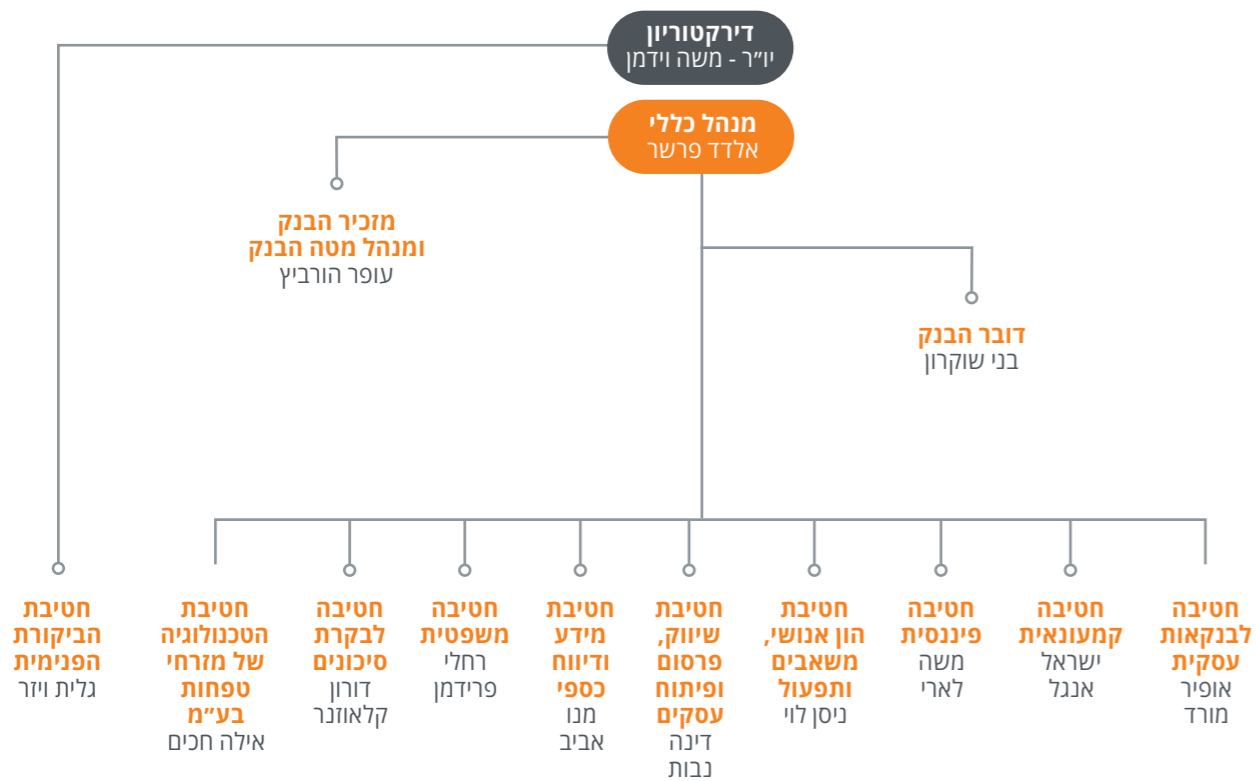 דירקטוריון
יו״ר - משה וידמן
מנהל כללי
אלדד פרשר
מזכיר הבנק
ומנהל מטה הבנק
עופר הורביץ
דובר הבנק
בני שוקרון
חטיבה
לבנקאות
עסקית
אופיר
מורד
חטיבה
קמעונאית
ישראל
אנגל
חטיבה
פיננסית
משה
לארי
חטיבת
הון אנושי,
משאבים
ותפעול
ניסן לוי
חטיבת
שיווק,
פרסום
ופיתוח
עסקים
דינה
נבות
חטיבת
מידע
ודיווח
כספי
מנו
אביב
חטיבה
משפטית
רחלי
פרידמן
חטיבה
לבקרת
סיכונים
דורון
קלאוזנר
חטיבת
הטכנולוגיה
של מזרחי
טפחות
בע״מ
אילה חכים
חטיבת
הביקורת
הפנימית
גלית ויזר